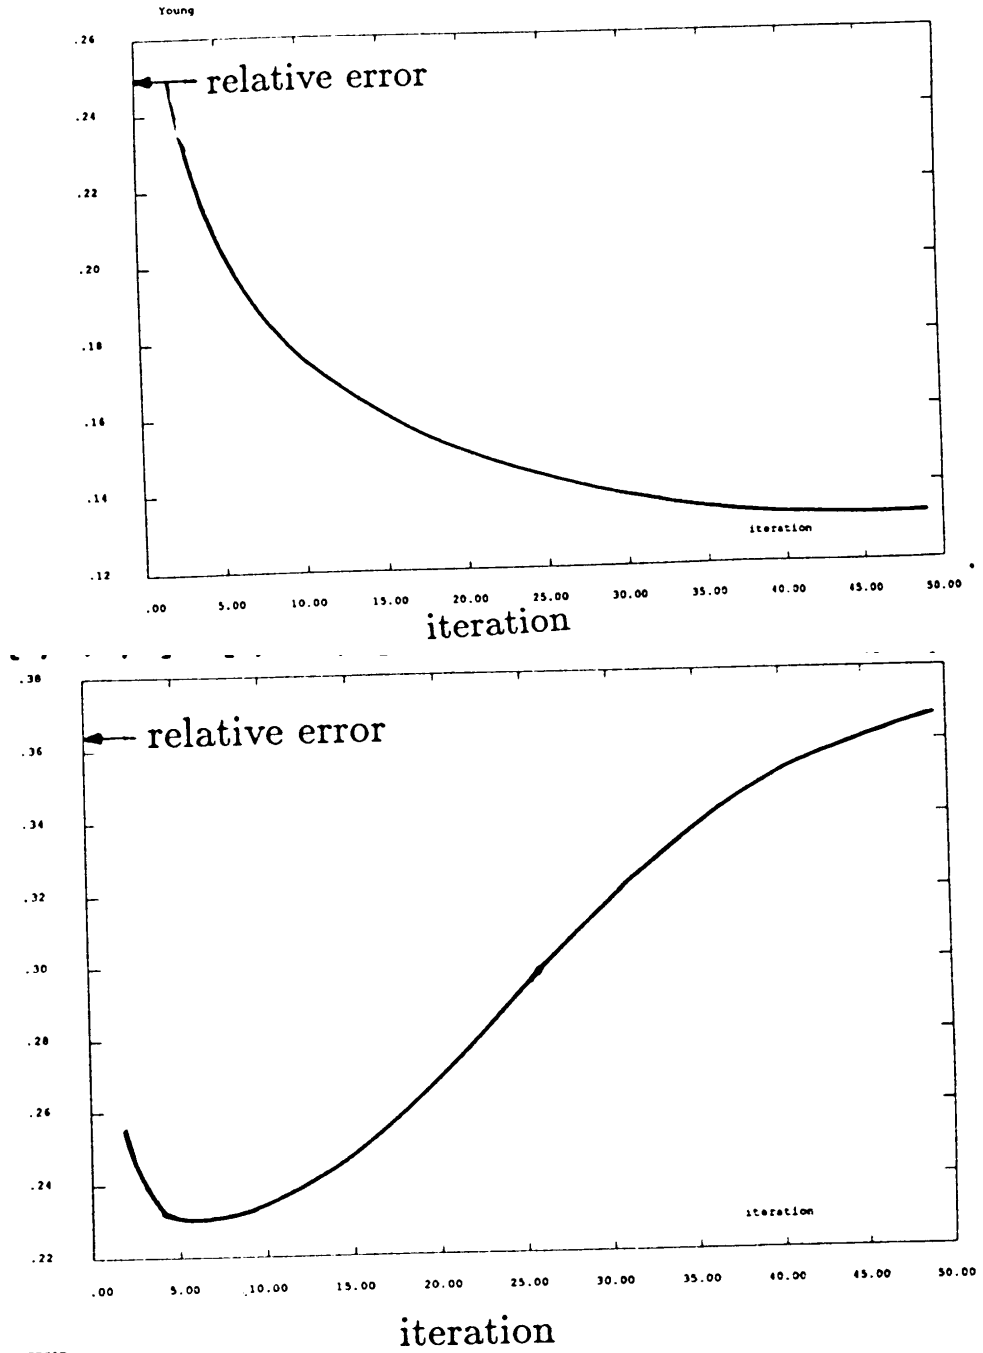 Young
.26
relative error
.24
.22
.20
.18
.16
.14
iteration
.12
.00 5.00 10.00 15.00 20.00 25.00 30.00 35.00 40.00 45.00 50.00
iteration
.38
relative error
.36
.34
.32
.30
.28
.26
.24
iteration
.22
.00 5.00 10.00 15.00 20.00 25.00 30.00 35.00 40.00 45.00 50.00
iteration